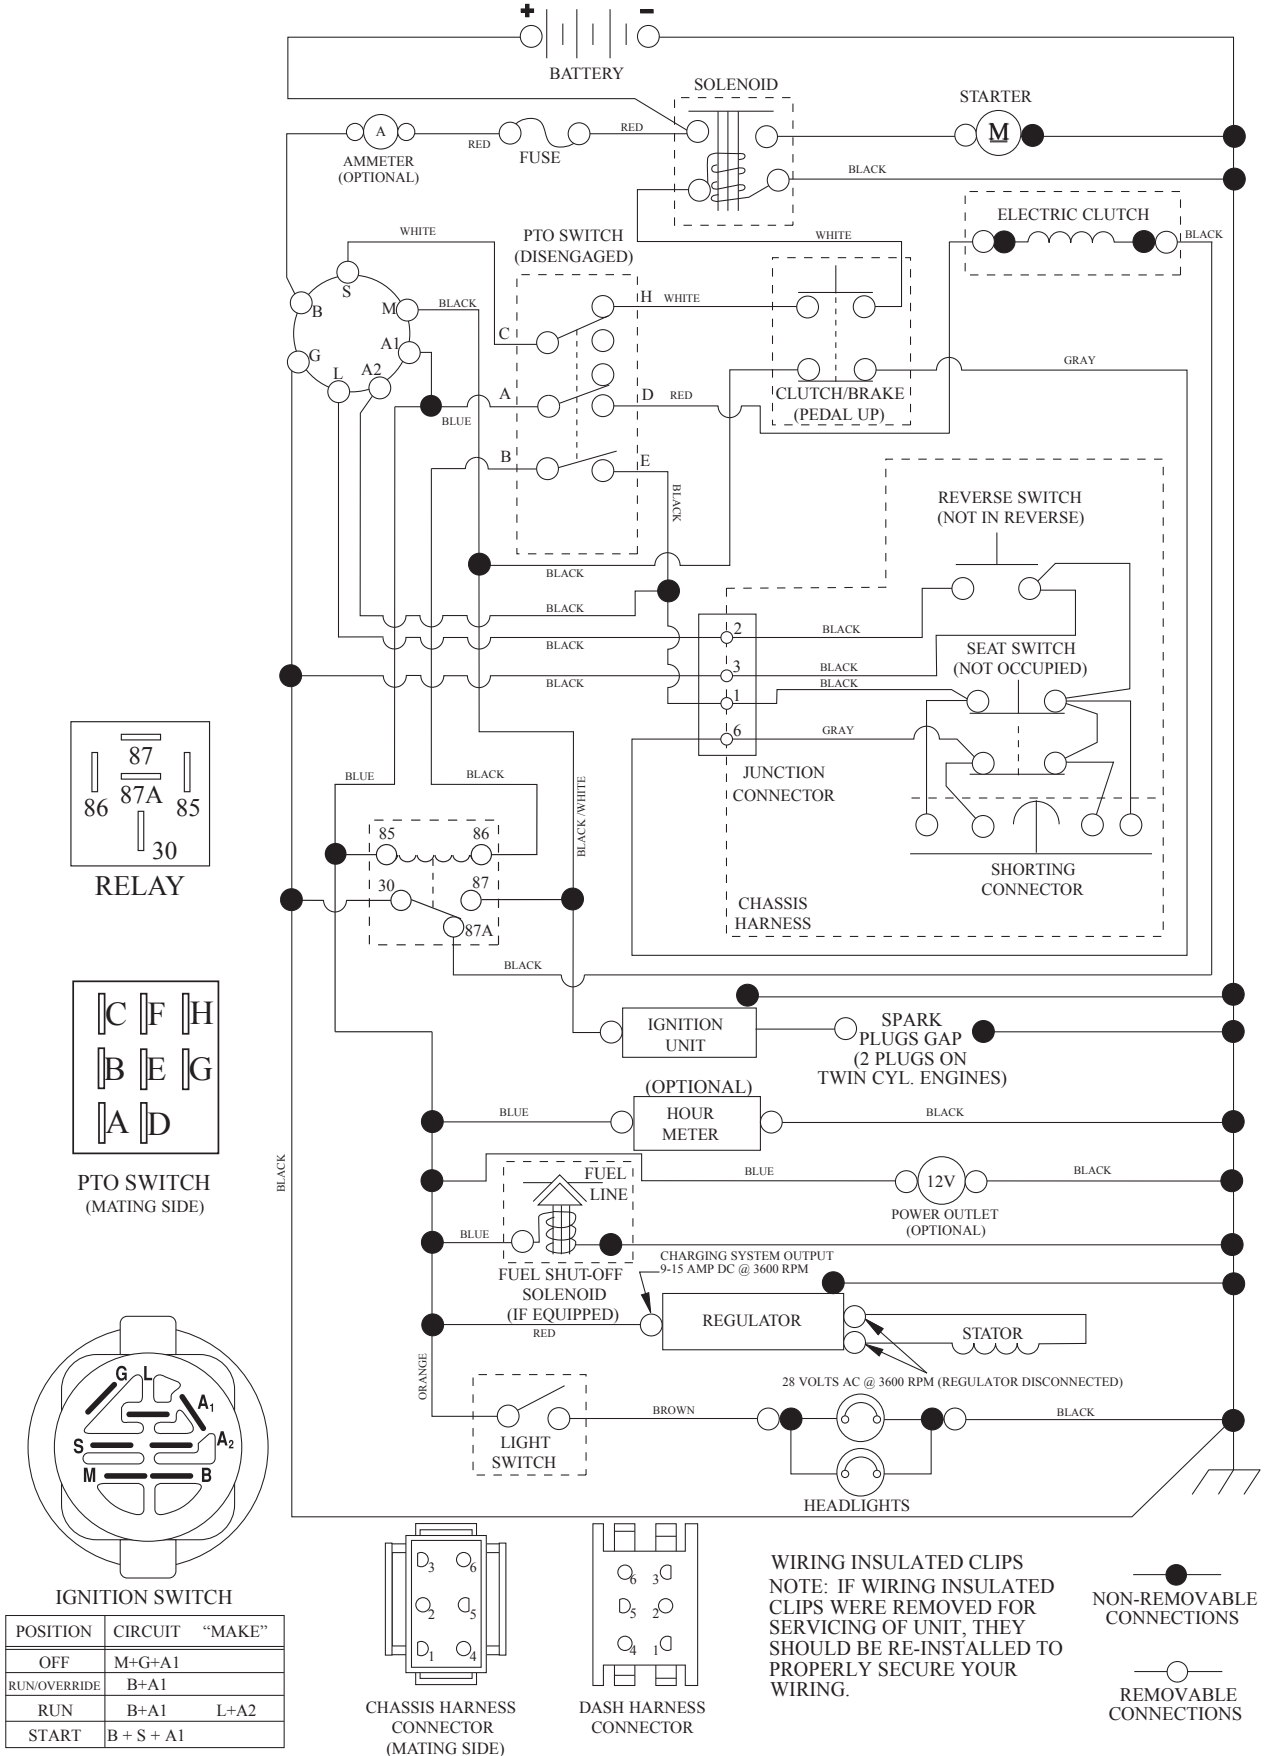 + −
BATTERY
SOLENOID
STARTER
M
A
AMMETER
(OPTIONAL)
RED
FUSE
RED
BLACK
ELECTRIC CLUTCH
BLACK
WHITE
PTO SWITCH
(DISENGAGED)
WHITE
S
B
M
BLACK
G
A1
L
A2
BLUE
C
H
WHITE
A
D
RED
B
E
BLACK
CLUTCH/BRAKE
(PEDAL UP)
GRAY
REVERSE SWITCH
(NOT IN REVERSE)
BLACK
BLACK
BLACK
2
BLACK
SEAT SWITCH
(NOT OCCUPIED)
BLACK
3
BLACK
1
BLACK
6
GRAY
JUNCTION
CONNECTOR
87
87A
86
85
30
RELAY
BLUE
BLACK
BLACK /WHITE
85
86
30
87
87A
SHORTING
CONNECTOR
CHASSIS
HARNESS
BLACK
C F H
B E G
A D
PTO SWITCH
(MATING SIDE)
BLACK
IGNITION
UNIT
SPARK
PLUGS GAP
(2 PLUGS ON
TWIN CYL. ENGINES)
(OPTIONAL)
BLUE
HOUR
METER
BLACK
FUEL
LINE
BLUE
12V
BLACK
POWER OUTLET
(OPTIONAL)
BLUE
FUEL SHUT-OFF
SOLENOID
(IF EQUIPPED)
CHARGING SYSTEM OUTPUT
9-15 AMP DC @ 3600 RPM
RED
REGULATOR
STATOR
28 VOLTS AC @ 3600 RPM (REGULATOR DISCONNECTED)
ORANGE
LIGHT
SWITCH
BROWN
BLACK
HEADLIGHTS
G L
A1
S
A2
M
B
IGNITION SWITCH
POSITION CIRCUIT “MAKE”
OFF M+G+A1
RUN/OVERRIDE B+A1
RUN B+A1 L+A2
START B + S + A1
3 6
2 5
1 4
CHASSIS HARNESS
CONNECTOR
(MATING SIDE)
6 3
5 2
4 1
DASH HARNESS
CONNECTOR
WIRING INSULATED CLIPS
NOTE: IF WIRING INSULATED
CLIPS WERE REMOVED FOR
SERVICING OF UNIT, THEY
SHOULD BE RE-INSTALLED TO
PROPERLY SECURE YOUR
WIRING.
NON-REMOVABLE
CONNECTIONS
REMOVABLE
CONNECTIONS